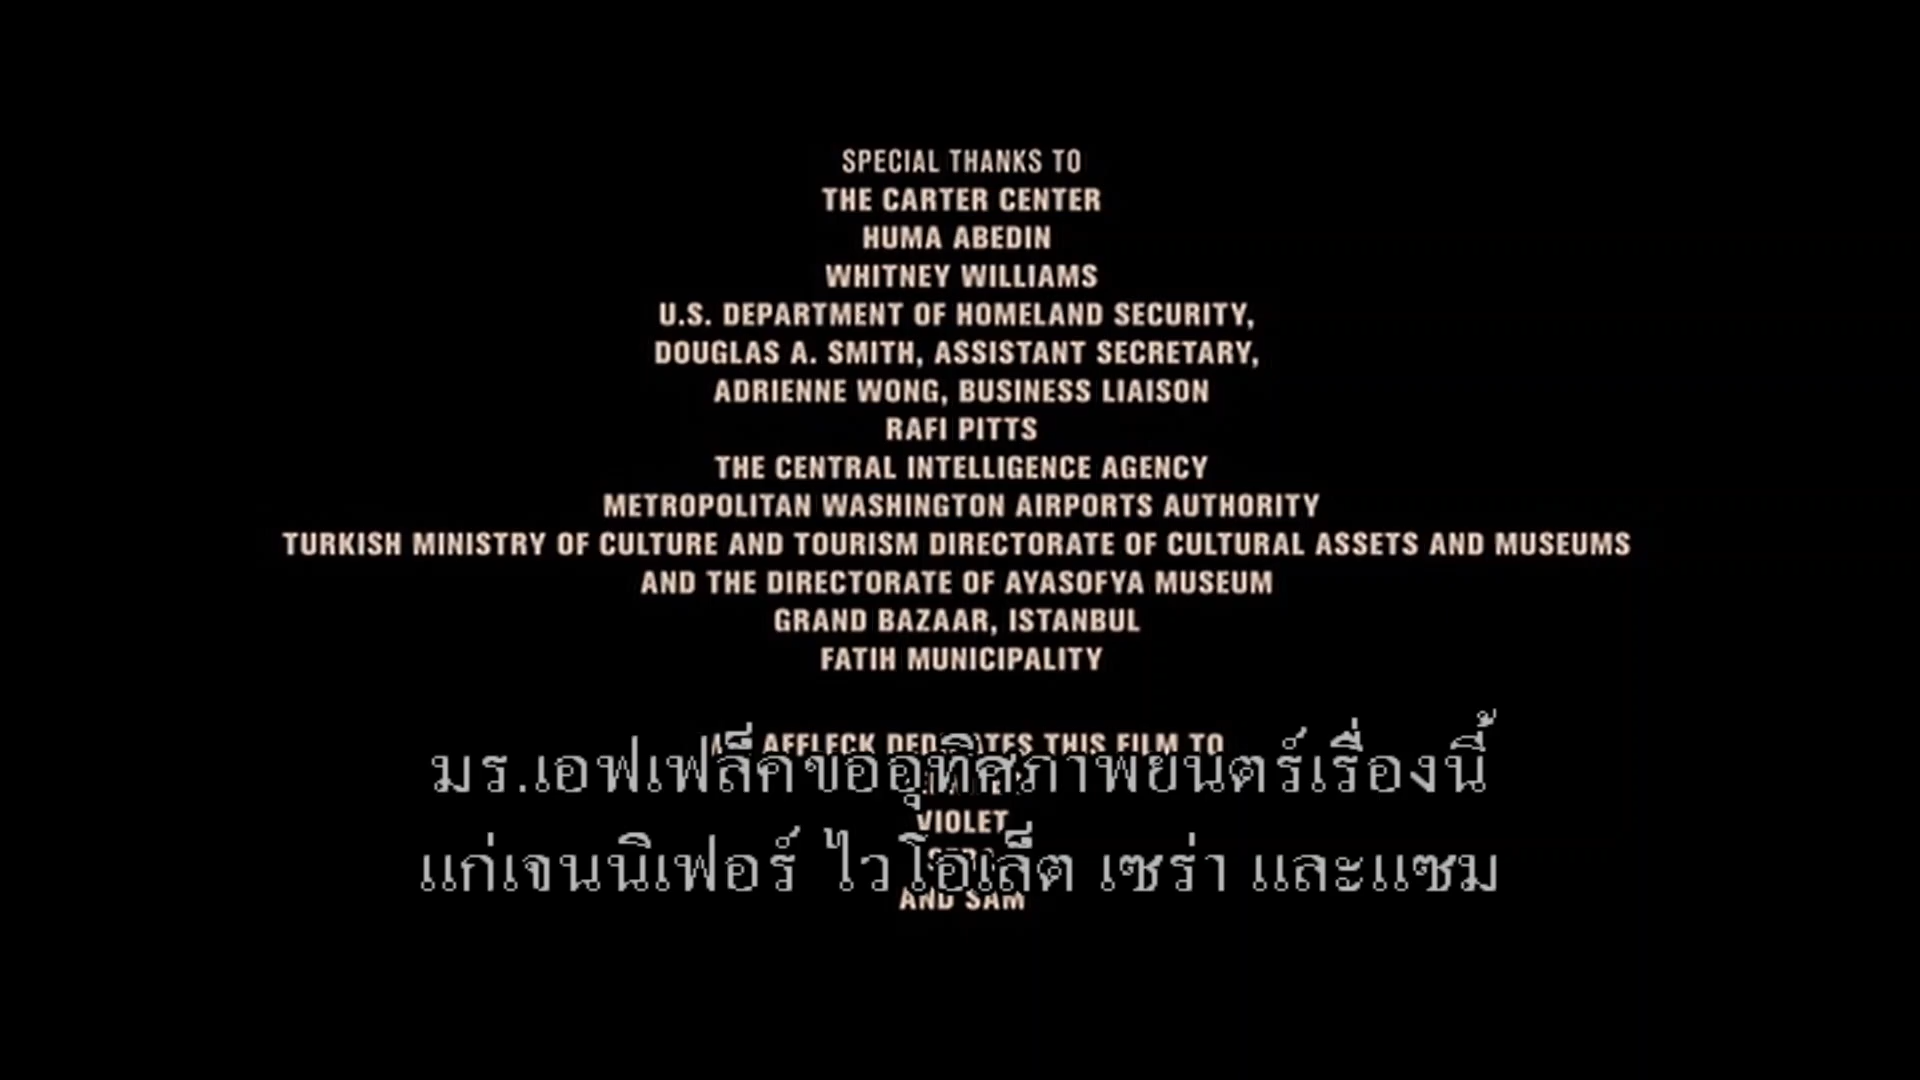 SPECIAL THANKS TO
THE CARTER CENTER
HUMA ABEDIN
WHITNEY WILLIAMS
U.S. DEPARTMENT OF HOMELAND SECURITY,
DOUGLAS A. SMITH, ASSISTANT SECRETARY,
ADRIENNE WONG, BUSINESS LIAISON
RAFI PITTS
THE CENTRAL INTELLIGENCE AGENCY
METROPOLITAN WASHINGTON AIRPORTS AUTHORITY
TURKISH MINISTRY OF CULTURE AND TOURISM DIRECTORATE OF CULTURAL ASSETS AND MUSEUMS
AND THE DIRECTORATE OF AYASOFYA MUSEUM
GRAND BAZAAR, ISTANBUL
FATIH MUNICIPALITY
AFFLECK DEDICATES THIS FILM TO
มร.เอฟเฟล็คขออุทิศภาพยนตร์เรื่องนี้
VIOLET
แก่เจนนิเฟอร์ ไวโอเล็ต เซร่า และแซม
AND SAM